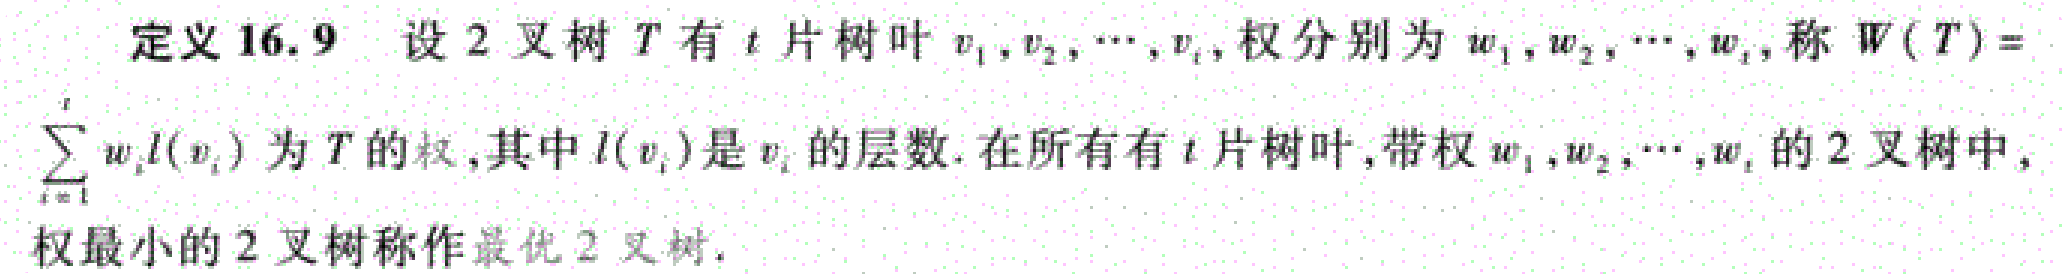 定义 16.9 设 2 叉树 T 有 t 片树叶 v₁,v₂,⋯,vₜ,权分别为 w₁,w₂,⋯,wₜ,称 W(T)=
∑ᵢ₌₁ᵗ wᵢl(vᵢ) 为 T 的权,其中 l(vᵢ)是 vᵢ 的层数. 在所有有 t 片树叶,带权 w₁,w₂,⋯,wₜ 的 2 叉树中,
权最小的 2 叉树称作最优 2 叉树.